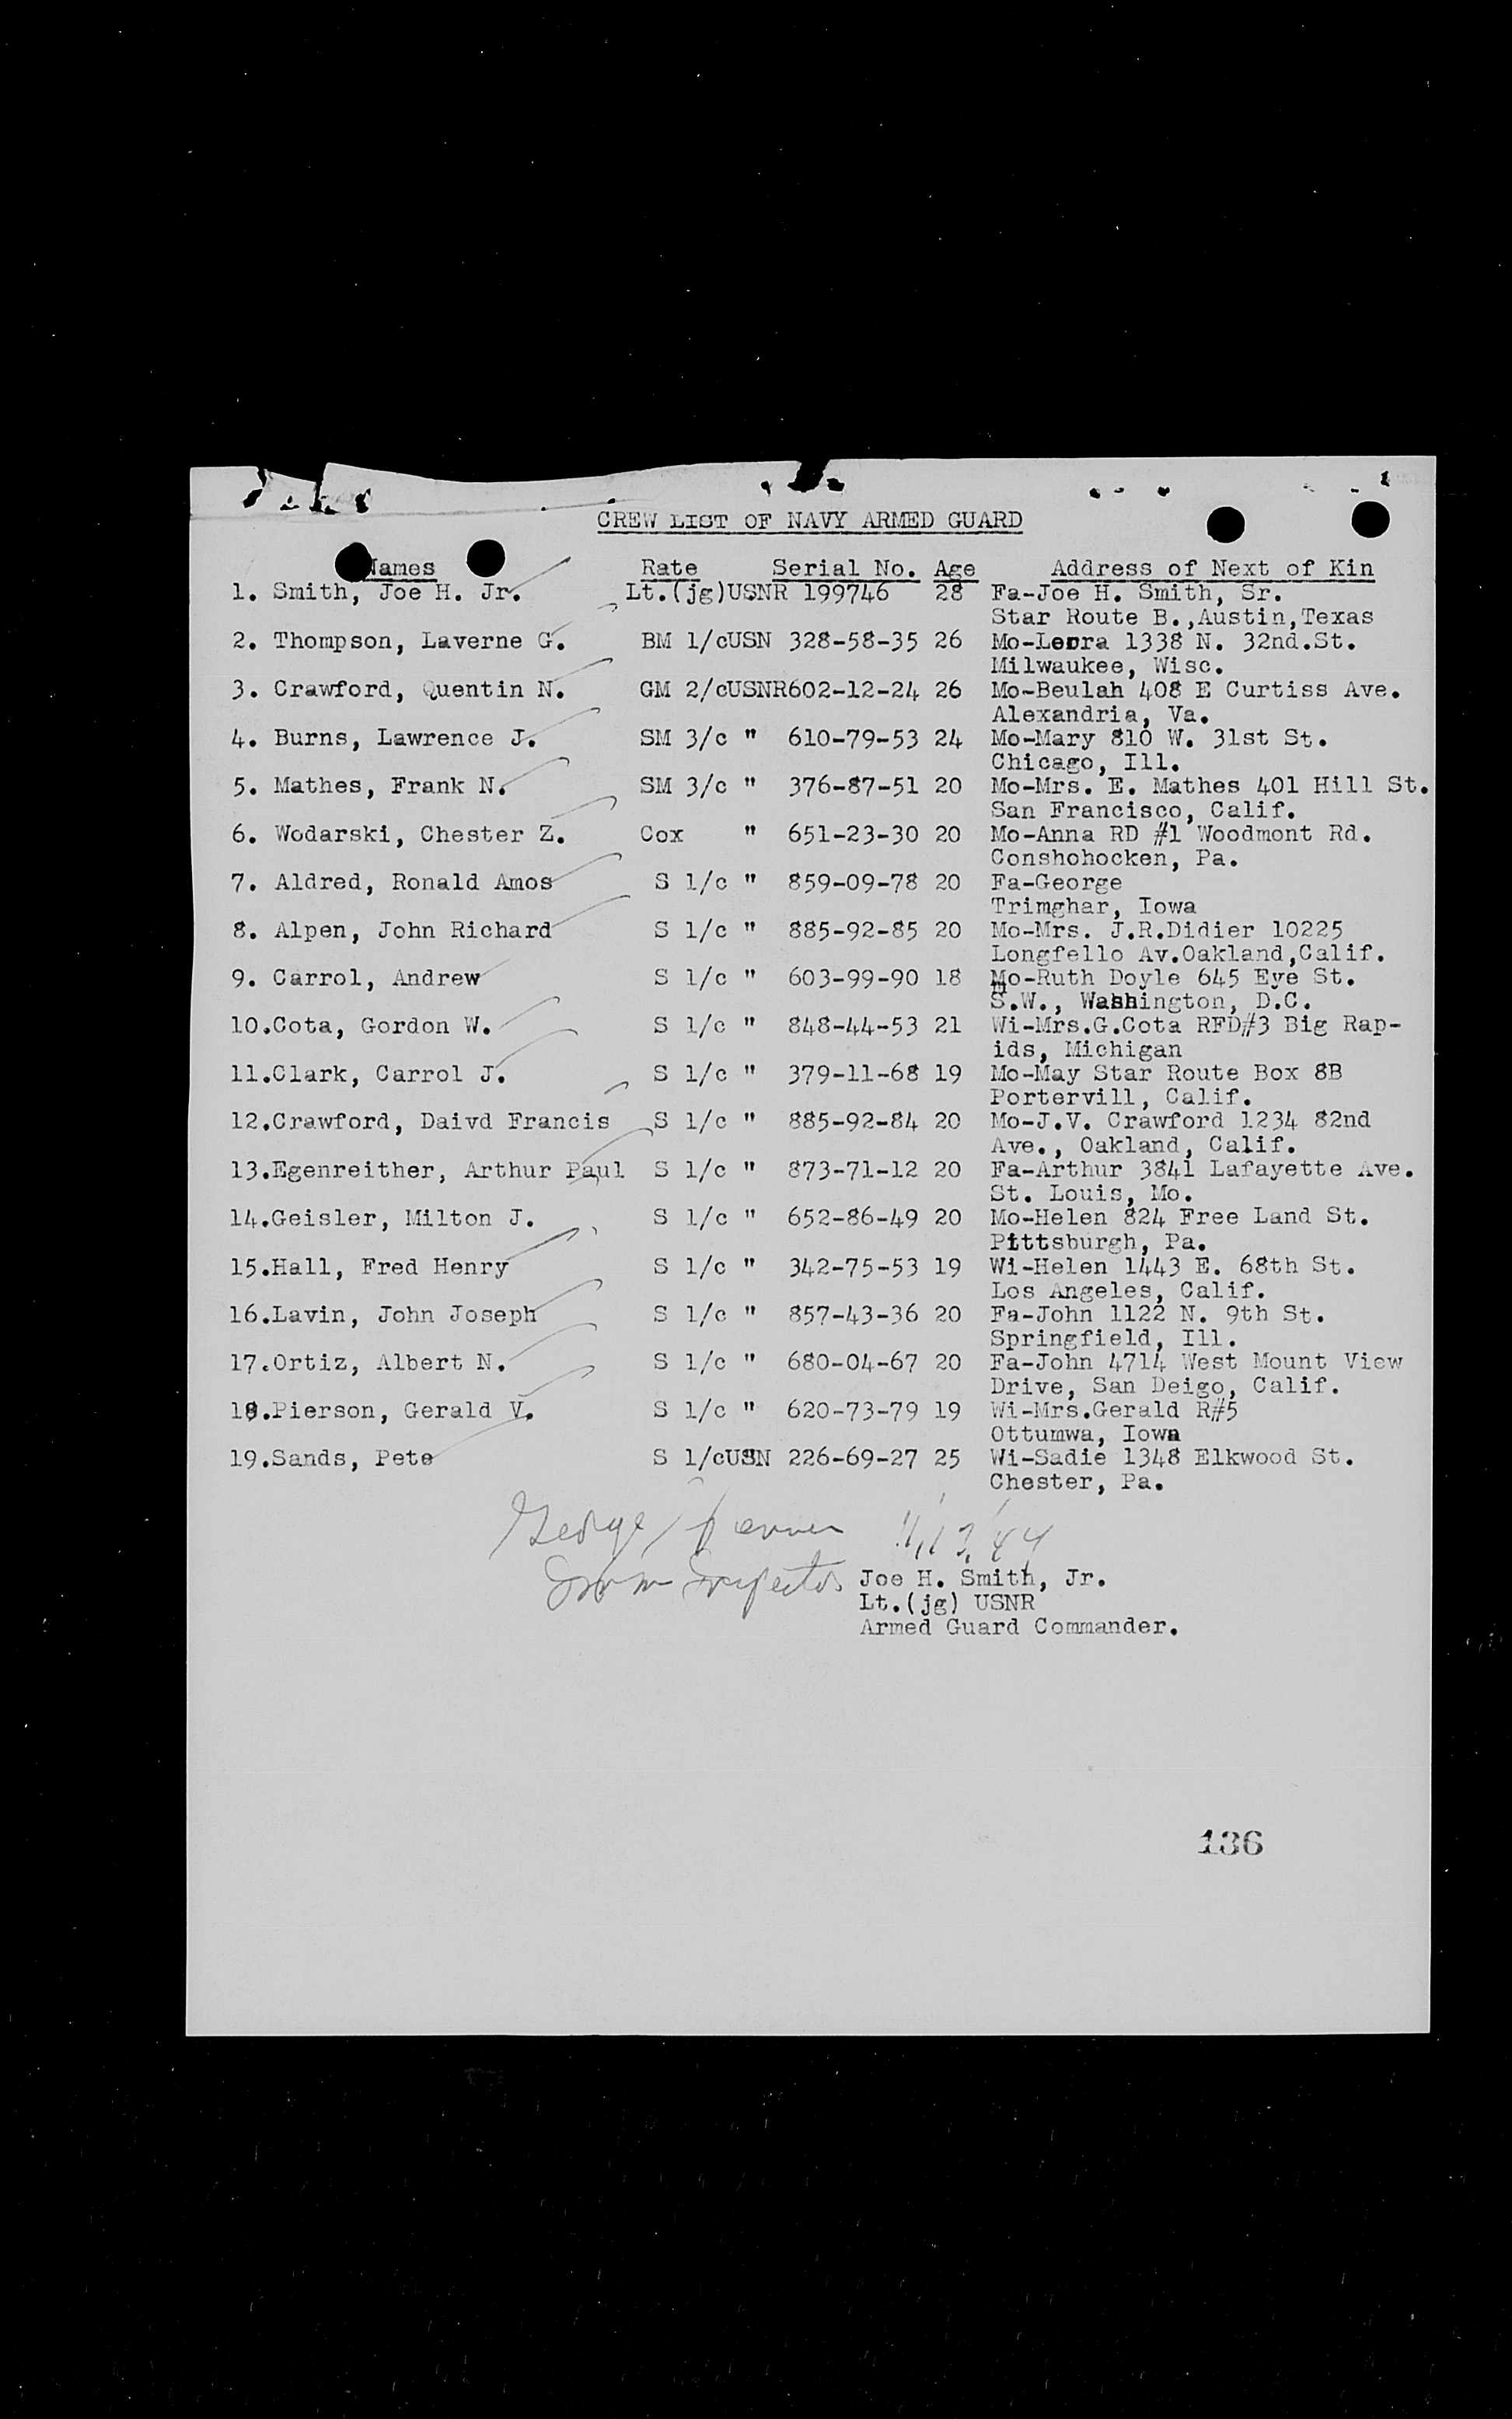 CREW LIST OF NAVY ARMED GUARD
Names Rate Serial No. Age Address of Next of Kin
1. Smith, Joe H. Jr. Lt.(jg)USNR 199746 28 Fa-Joe H. Smith, Sr.
Star Route B.,Austin,Texas
2. Thompson, Laverne G. BM 1/cUSN 328-58-35 26 Mo-Leora 1338 N. 32nd.St.
Milwaukee, Wisc.
3. Crawford, Quentin N. GM 2/cUSNR602-12-24 26 Mo-Beulah 408 E Curtiss Ave.
Alexandria, Va.
4. Burns, Lawrence J. SM 3/c " 610-79-53 24 Mo-Mary 810 W. 31st St.
Chicago, Ill.
5. Mathes, Frank N. SM 3/c " 376-87-51 20 Mo-Mrs. E. Mathes 401 Hill St.
San Francisco, Calif.
6. Wodarski, Chester Z. Cox " 651-23-30 20 Mo-Anna RD #1 Woodmont Rd.
Conshohocken, Pa.
7. Aldred, Ronald Amos S 1/c " 859-09-78 20 Fa-George
Trimghar, Iowa
8. Alpen, John Richard S 1/c " 885-92-85 20 Mo-Mrs. J.R.Didier 10225
Longfello Av.Oakland,Calif.
9. Carrol, Andrew S 1/c " 603-99-90 18 Mo-Ruth Doyle 645 Eye St.
S.W., Washington, D.C.
10.Cota, Gordon W. S 1/c " 848-44-53 21 Wi-Mrs.G.Cota RFD#3 Big Rap-
ids, Michigan
11.Clark, Carrol J. S 1/c " 379-11-68 19 Mo-May Star Route Box 8B
Portervill, Calif.
12.Crawford, Daivd Francis S 1/c " 885-92-84 20 Mo-J.V. Crawford 1234 82nd
Ave., Oakland, Calif.
13.Egenreither, Arthur Paul S 1/c " 873-71-12 20 Fa-Arthur 3841 Lafayette Ave.
St. Louis, Mo.
14.Geisler, Milton J. S 1/c " 652-86-49 20 Mo-Helen 824 Free Land St.
Pittsburgh, Pa.
15.Hall, Fred Henry S 1/c " 342-75-53 19 Wi-Helen 1443 E. 68th St.
Los Angeles, Calif.
16.Lavin, John Joseph S 1/c " 857-43-36 20 Fa-John 1122 N. 9th St.
Springfield, Ill.
17.Ortiz, Albert N. S 1/c " 680-04-67 20 Fa-John 4714 West Mount View
Drive, San Deigo, Calif.
18.Pierson, Gerald V. S 1/c " 620-73-79 19 Wi-Mrs.Gerald R#5
Ottumwa, Iowa
19.Sands, Pete S 1/cUSN 226-69-27 25 Wi-Sadie 1348 Elkwood St.
Chester, Pa.
George
Inspector Joe H. Smith, Jr.
Lt.(jg) USNR
Armed Guard Commander.
136